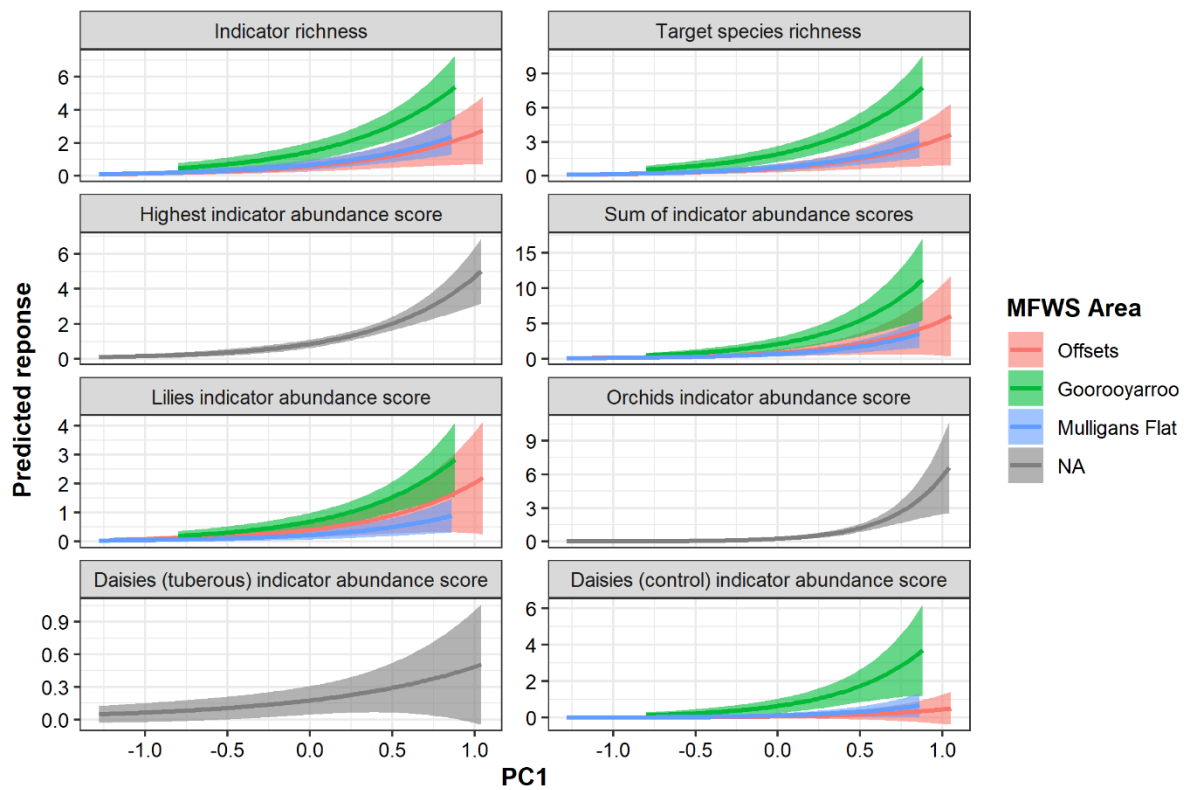 Indicator richness
Target species richness
6
4
2
0
9
6
3
0
Highest indicator abundance score
Sum of indicator abundance scores
6
4
2
0
15
10
5
0
Lilies indicator abundance score
Orchids indicator abundance score
4
3
2
1
0
9
6
3
0
Daisies (tuberous) indicator abundance score
Daisies (control) indicator abundance score
0.9
0.6
0.3
0.0
6
4
2
0
-1.0 -0.5 0.0 0.5 1.0
-1.0 -0.5 0.0 0.5 1.0
PC1
Predicted reponse
MFWS Area
Offsets
Goorooyarroo
Mulligans Flat
NA